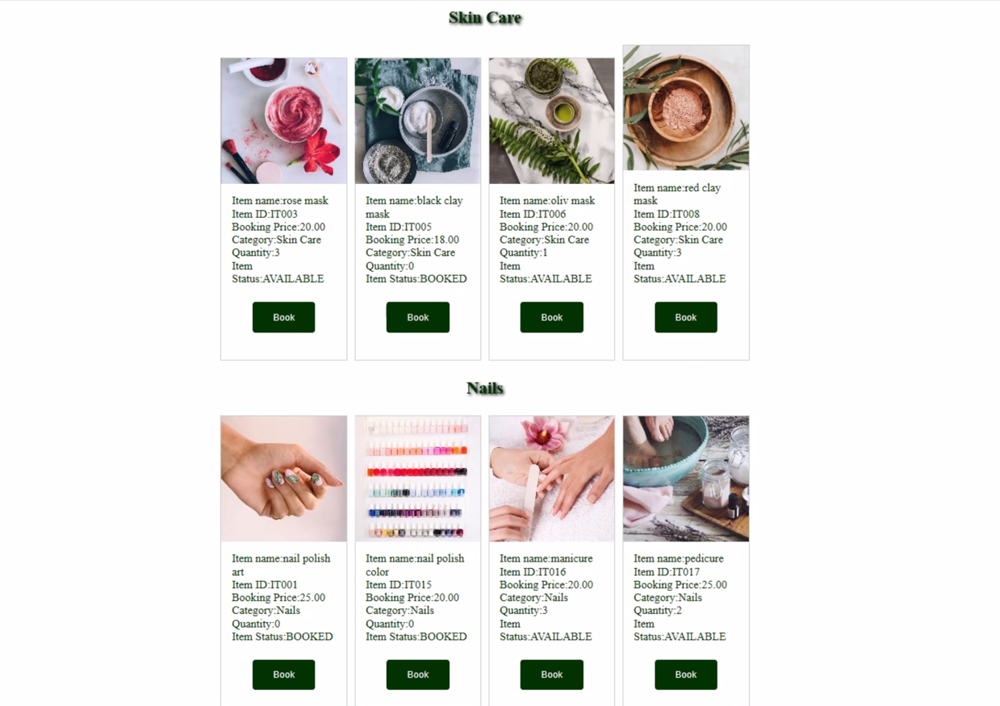 Skin Care
Item name:rose mask
Item ID:IT003
Booking Price:20.00
Category:Skin Care
Quantity:3
Item
Status:AVAILABLE
Book
Item name:black clay
mask
Item ID:IT005
Booking Price:18.00
Category:Skin Care
Quantity:0
Item Status:BOOKED
Book
Item name:oliv mask
Item ID:IT006
Booking Price:20.00
Category:Skin Care
Quantity:1
Item
Status:AVAILABLE
Book
Item name:red clay
mask
Item ID:IT008
Booking Price:20.00
Category:Skin Care
Quantity:3
Item
Status:AVAILABLE
Book
Nails
Item name:nail polish
art
Item ID:IT001
Booking Price:25.00
Category:Nails
Quantity:0
Item Status:BOOKED
Book
Item name:nail polish
color
Item ID:IT015
Booking Price:20.00
Category:Nails
Quantity:0
Item Status:BOOKED
Book
Item name:manicure
Item ID:IT016
Booking Price:20.00
Category:Nails
Quantity:3
Item
Status:AVAILABLE
Book
Item name:pedicure
Item ID:IT017
Booking Price:25.00
Category:Nails
Quantity:2
Item
Status:AVAILABLE
Book